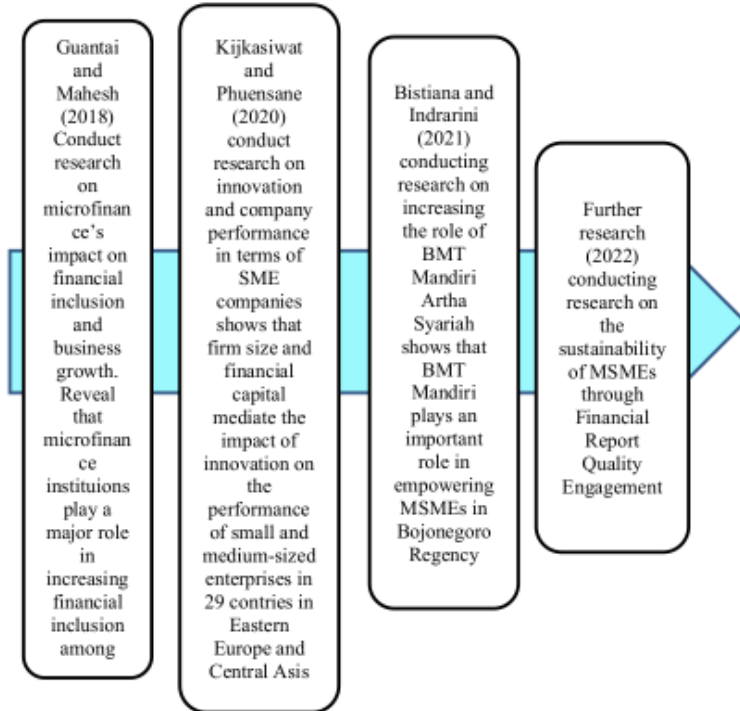 Guantai
and
Mahesh
(2018)
Conduct
research
on
microfinan
ce's
impact on
financial
inclusion
and
business
growth.
Reveal
that
microfinan
ce
instituions
play a
major role
in
increasing
financial
inclusion
among
Kijkasiwat
and
Phuensane
(2020)
conduct
research on
innovation
and company
performance
in terms of
SME
companies
shows that
firm size and
financial
capital
mediate the
impact of
innovation on
the
performance
of small and
medium-sized
enterprises in
29 contries in
Eastern
Europe and
Central Asis
Bistiana and
Indrarini
(2021)
conducting
research on
increasing
the role of
BMT
Mandiri
Artha
Syariah
shows that
BMT
Mandiri
plays an
important
role in
empowering
MSMEs in
Bojonegoro
Regency
Further
research
(2022)
conducting
research on
the
sustainability
of MSMEs
through
Financial
Report
Quality
Engagement